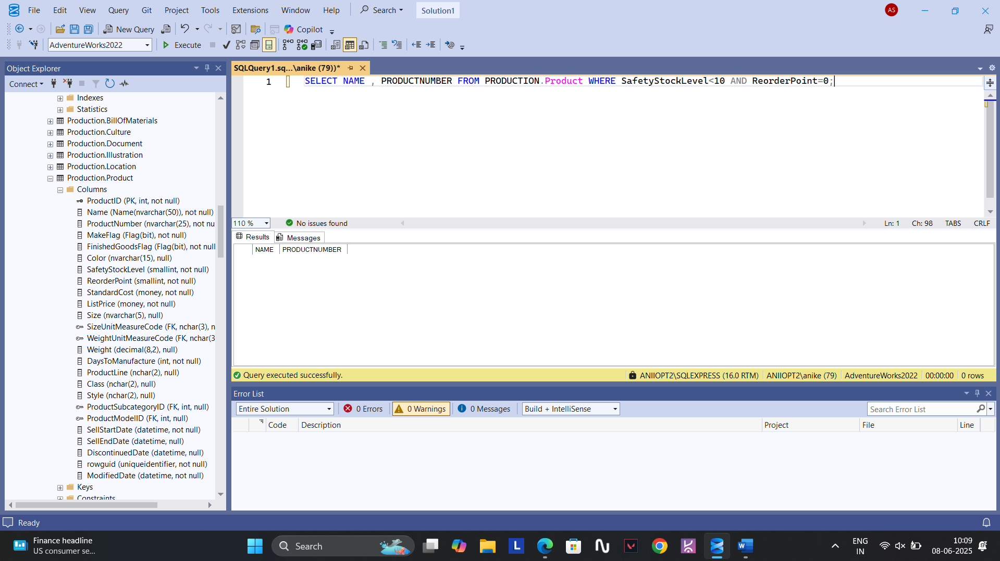 File Edit View Query Git Project Tools Extensions Window Help Search Solution1 AS
New Query Copilot
AdventureWorks2022 Execute
Object Explorer
Connect
Indexes
Statistics
Production.BillOfMaterials
Production.Culture
Production.Document
Production.Illustration
Production.Location
Production.Product
Columns
ProductID (PK, int, not null)
Name (Name(nvarchar(50)), not null)
ProductNumber (nvarchar(25), not nu
MakeFlag (Flag(bit), not null)
FinishedGoodsFlag (Flag(bit), not null
Color (nvarchar(15), null)
SafetyStockLevel (smallint, not null)
ReorderPoint (smallint, not null)
StandardCost (money, not null)
ListPrice (money, not null)
Size (nvarchar(5), null)
SizeUnitMeasureCode (FK, nchar(3), n
WeightUnitMeasureCode (FK, nchar(3
Weight (decimal(8,2), null)
DaysToManufacture (int, not null)
ProductLine (nchar(2), null)
Class (nchar(2), null)
Style (nchar(2), null)
ProductSubcategoryID (FK, int, null)
ProductModelID (FK, int, null)
SellStartDate (datetime, not null)
SellEndDate (datetime, null)
DiscontinuedDate (datetime, null)
rowguid (uniqueidentifier, not null)
ModifiedDate (datetime, not null)
Keys
Constraints
SQLQuery1.sq...\anike (79))*
1 SELECT NAME , PRODUCTNUMBER FROM PRODUCTION.Product WHERE SafetyStockLevel<10 AND ReorderPoint=0;
110 % No issues found Ln: 1 Ch: 98 TABS CRLF
Results Messages
NAME PRODUCTNUMBER
Query executed successfully. ANIIOPT2\SQLEXPRESS (16.0 RTM) ANIIOPT2\anike (79) AdventureWorks2022 00:00:00 0 rows
Error List
Entire Solution 0 Errors 0 Warnings 0 Messages Build + IntelliSense Search Error List
Code Description Project File Line
Ready
Finance headline
US consumer se...
Search
ENG
IN
10:09
08-06-2025